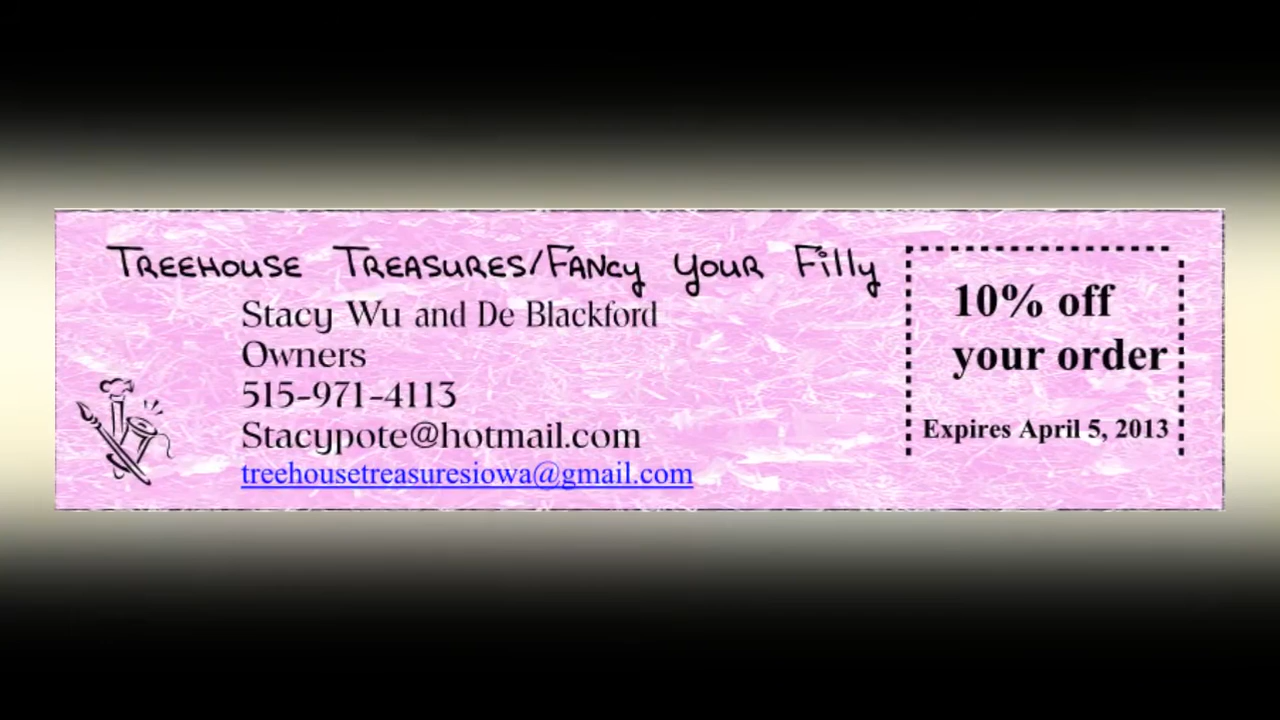 Treehouse Treasures/Fancy Your Filly
Stacy Wu and De Blackford
Owners
515-971-4113
Stacypote@hotmail.com
treehousetreasuresiowa@gmail.com
10% off
your order
Expires April 5, 2013